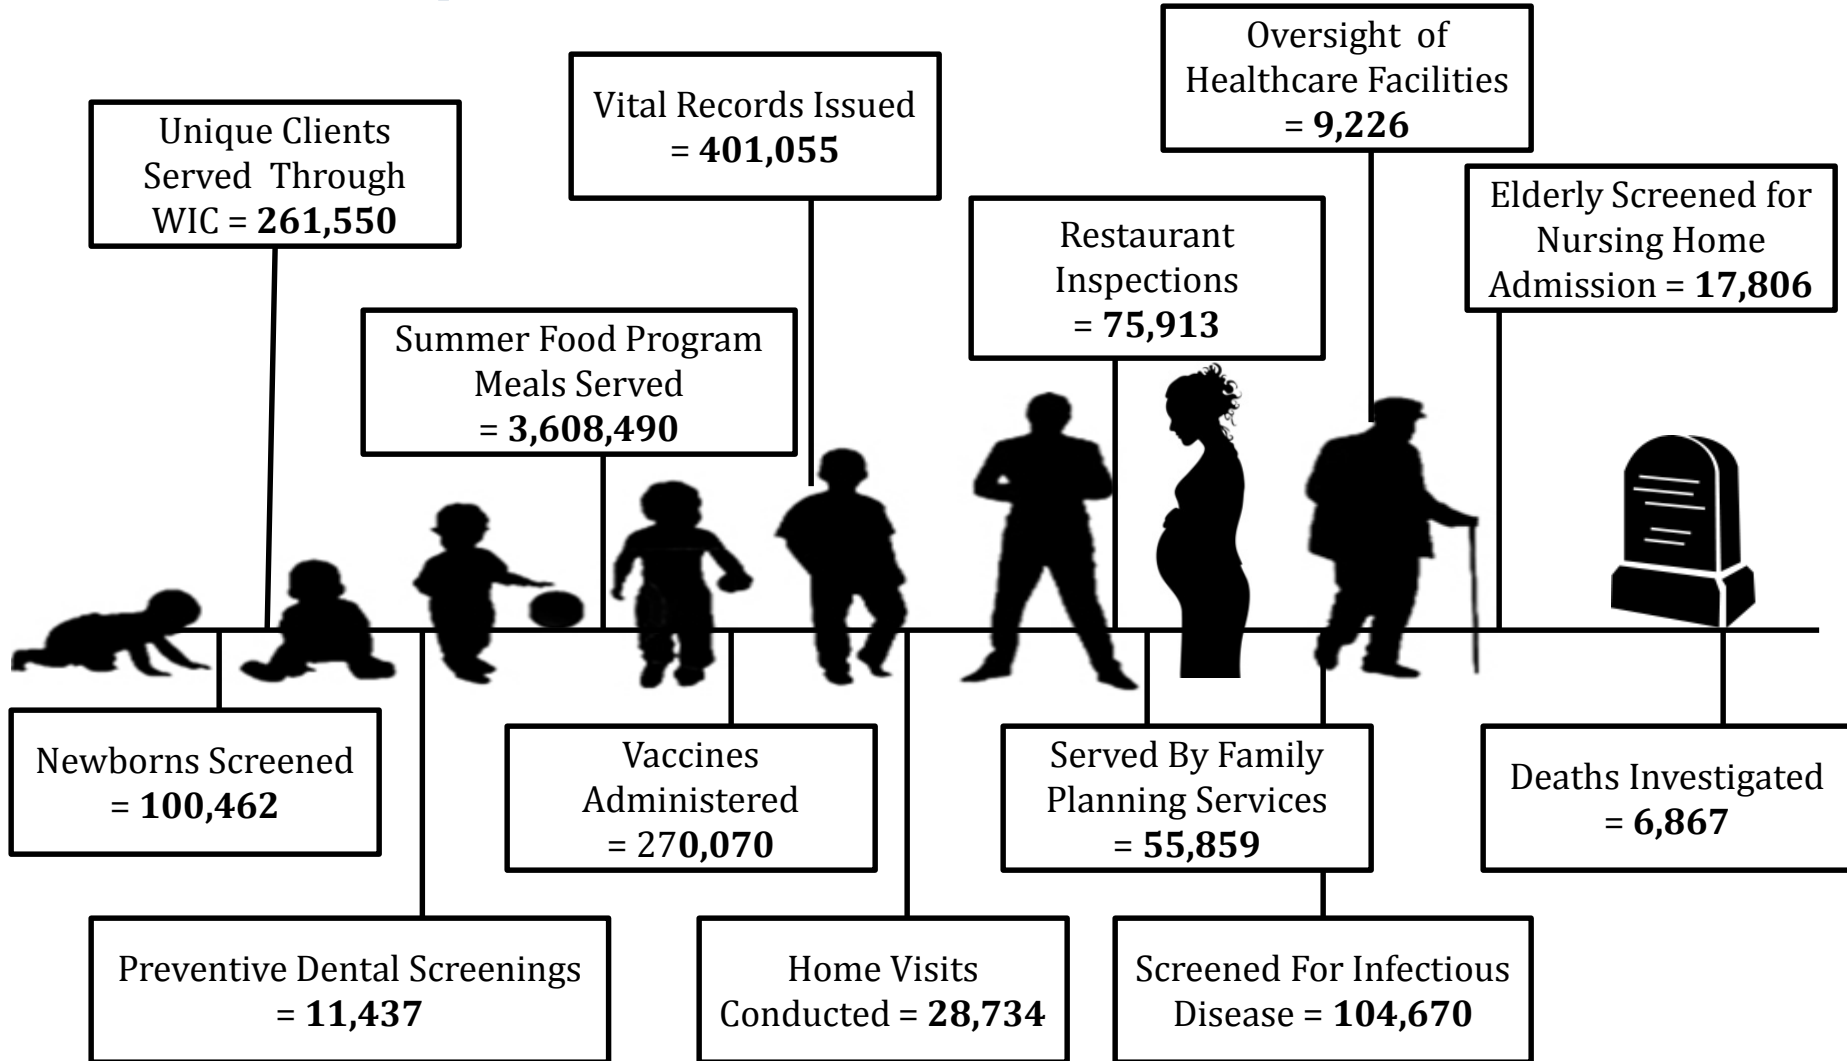 Oversight of
Healthcare Facilities
= 9,226
Vital Records Issued
= 401,055
Unique Clients
Served Through
WIC = 261,550
Elderly Screened for
Nursing Home
Admission = 17,806
Restaurant
Inspections
= 75,913
Summer Food Program
Meals Served
= 3,608,490
Newborns Screened
= 100,462
Vaccines
Administered
= 270,070
Served By Family
Planning Services
= 55,859
Deaths Investigated
= 6,867
Preventive Dental Screenings
= 11,437
Home Visits
Conducted = 28,734
Screened For Infectious
Disease = 104,670